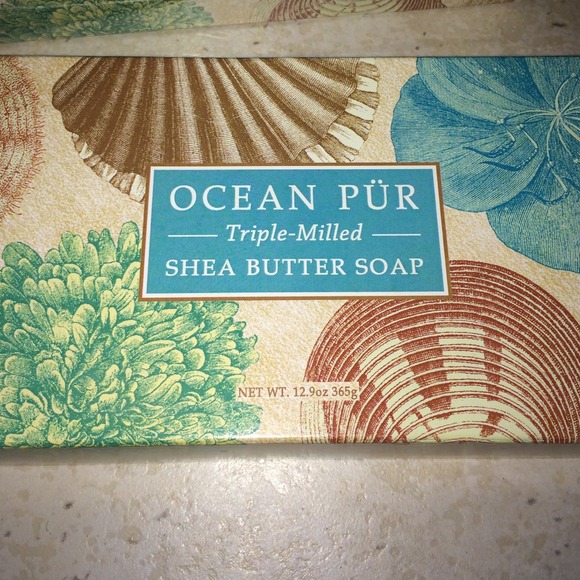 OCEAN PÜR
Triple-Milled
SHEA BUTTER SOAP
NET WT. 12.9oz 365g